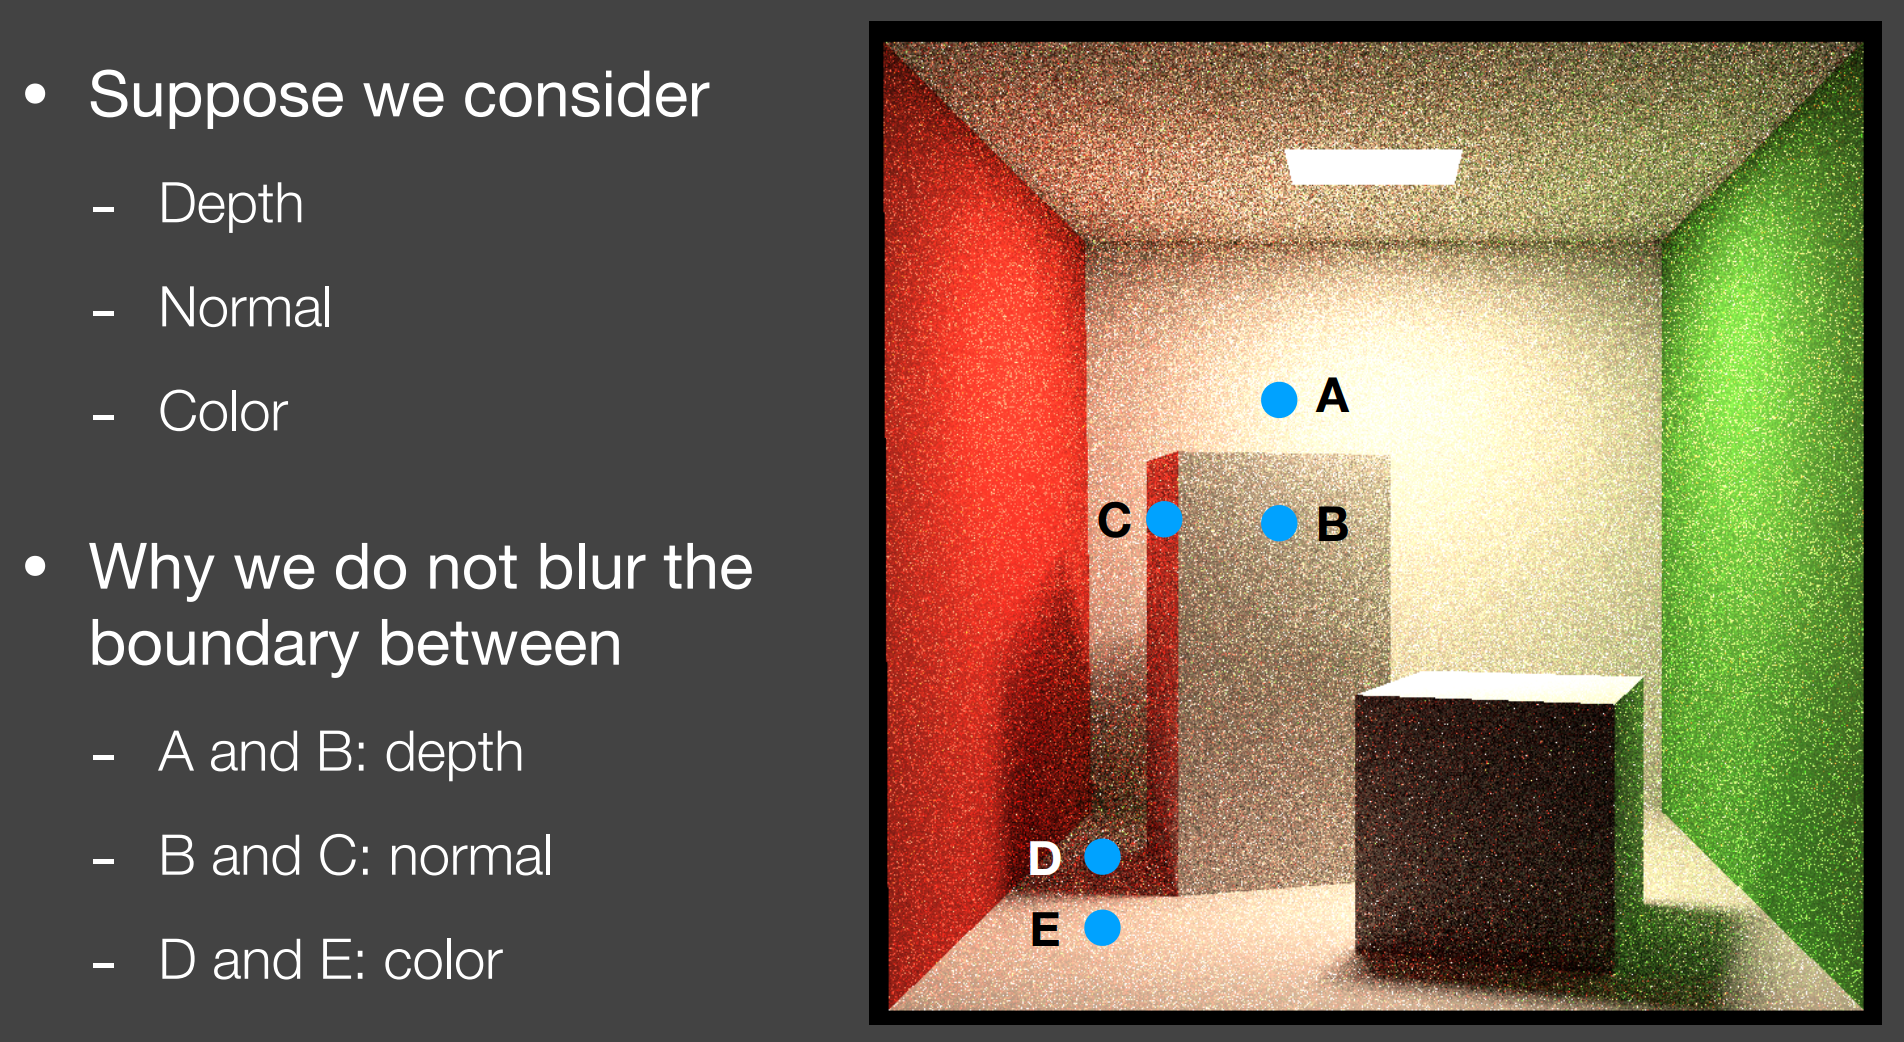 • Suppose we consider
- Depth
- Normal
- Color
• Why we do not blur the
boundary between
- A and B: depth
- B and C: normal
- D and E: color
A
C
B
D
E